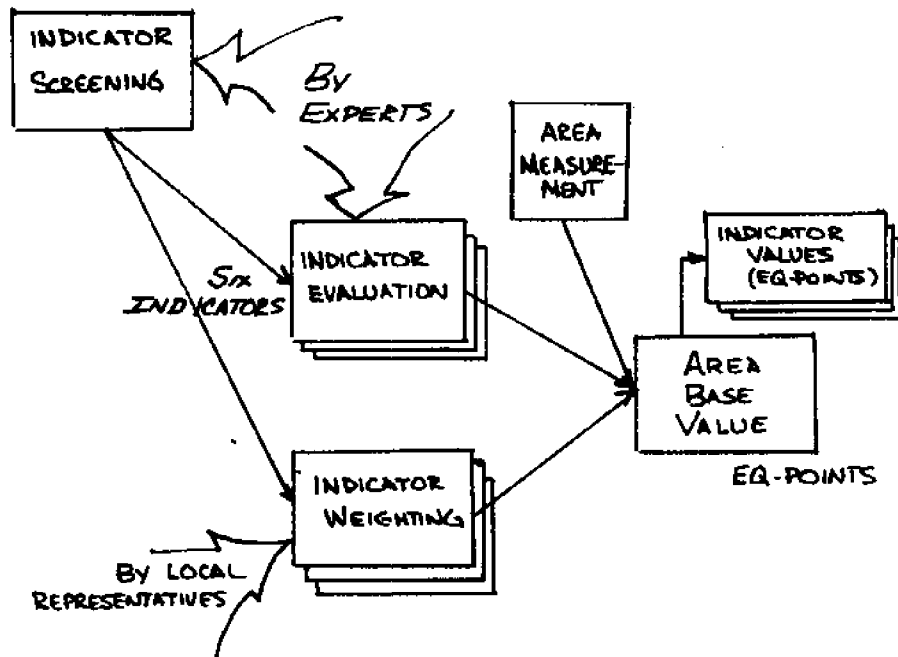 INDICATOR
SCREENING
By
EXPERTS
AREA
MEASURE-
MENT
INDICATOR
VALUES
(EQ-POINTS)
SIX
INDICATORS
INDICATOR
EVALUATION
AREA
BASE
VALUE
EQ-POINTS
INDICATOR
WEIGHTING
BY LOCAL
REPRESENTATIVES